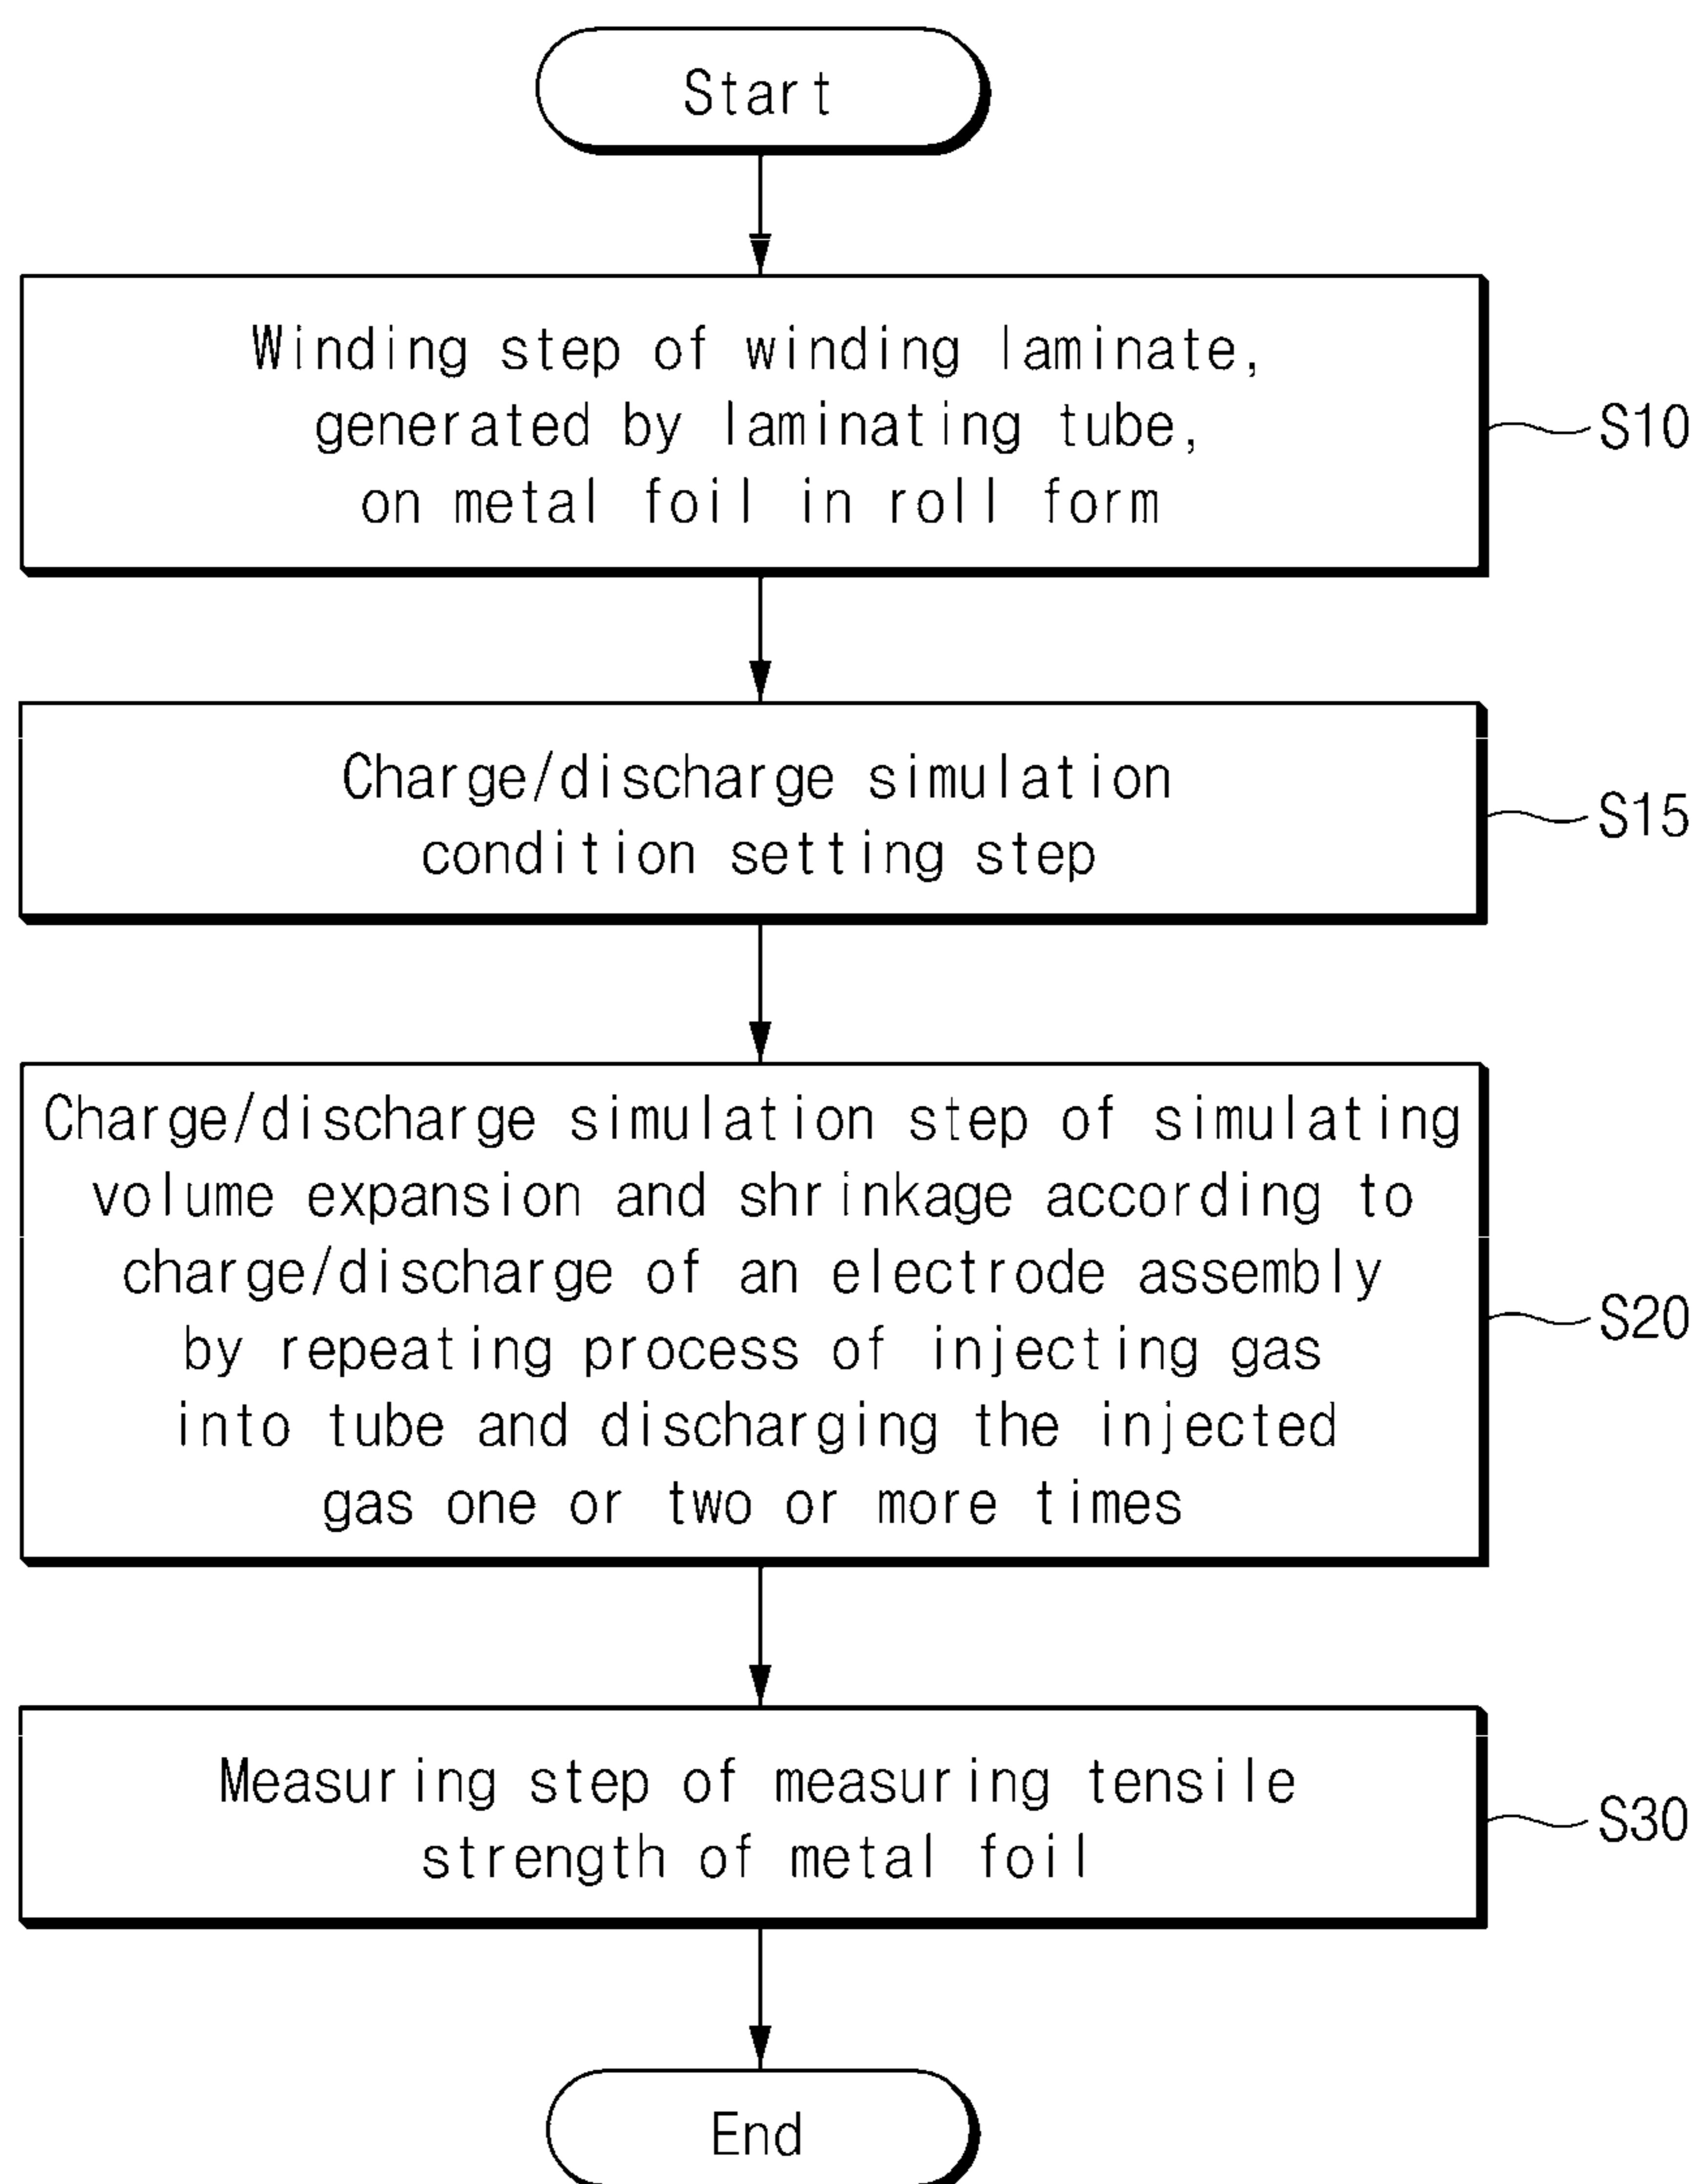 Start
Winding step of winding laminate,
generated by laminating tube,
on metal foil in roll form
S10
Charge/discharge simulation
condition setting step
S15
Charge/discharge simulation step of simulating
volume expansion and shrinkage according to
charge/discharge of an electrode assembly
by repeating process of injecting gas
into tube and discharging the injected
gas one or two or more times
S20
Measuring step of measuring tensile
strength of metal foil
S30
End